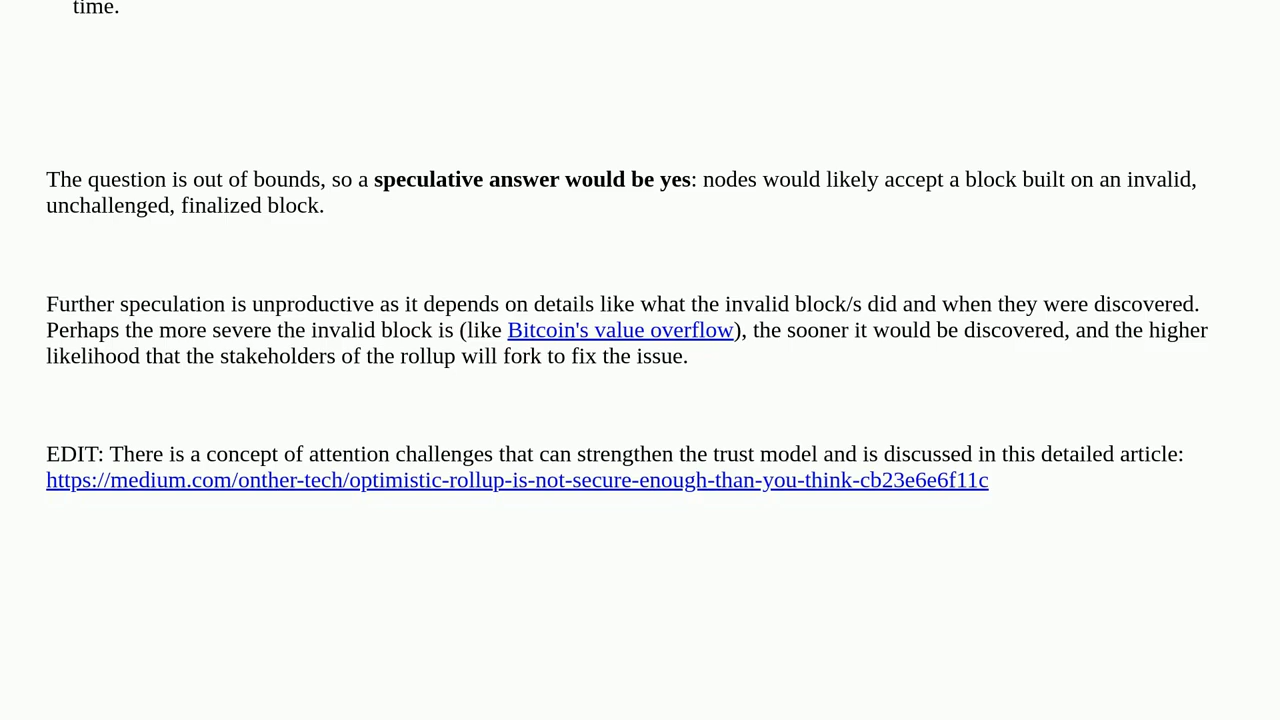 time.
The question is out of bounds, so a speculative answer would be yes: nodes would likely accept a block built on an invalid,
unchallenged, finalized block.
Further speculation is unproductive as it depends on details like what the invalid block/s did and when they were discovered.
Perhaps the more severe the invalid block is (like Bitcoin's value overflow), the sooner it would be discovered, and the higher
likelihood that the stakeholders of the rollup will fork to fix the issue.
EDIT: There is a concept of attention challenges that can strengthen the trust model and is discussed in this detailed article:
https://medium.com/onther-tech/optimistic-rollup-is-not-secure-enough-than-you-think-cb23e6e6f11c